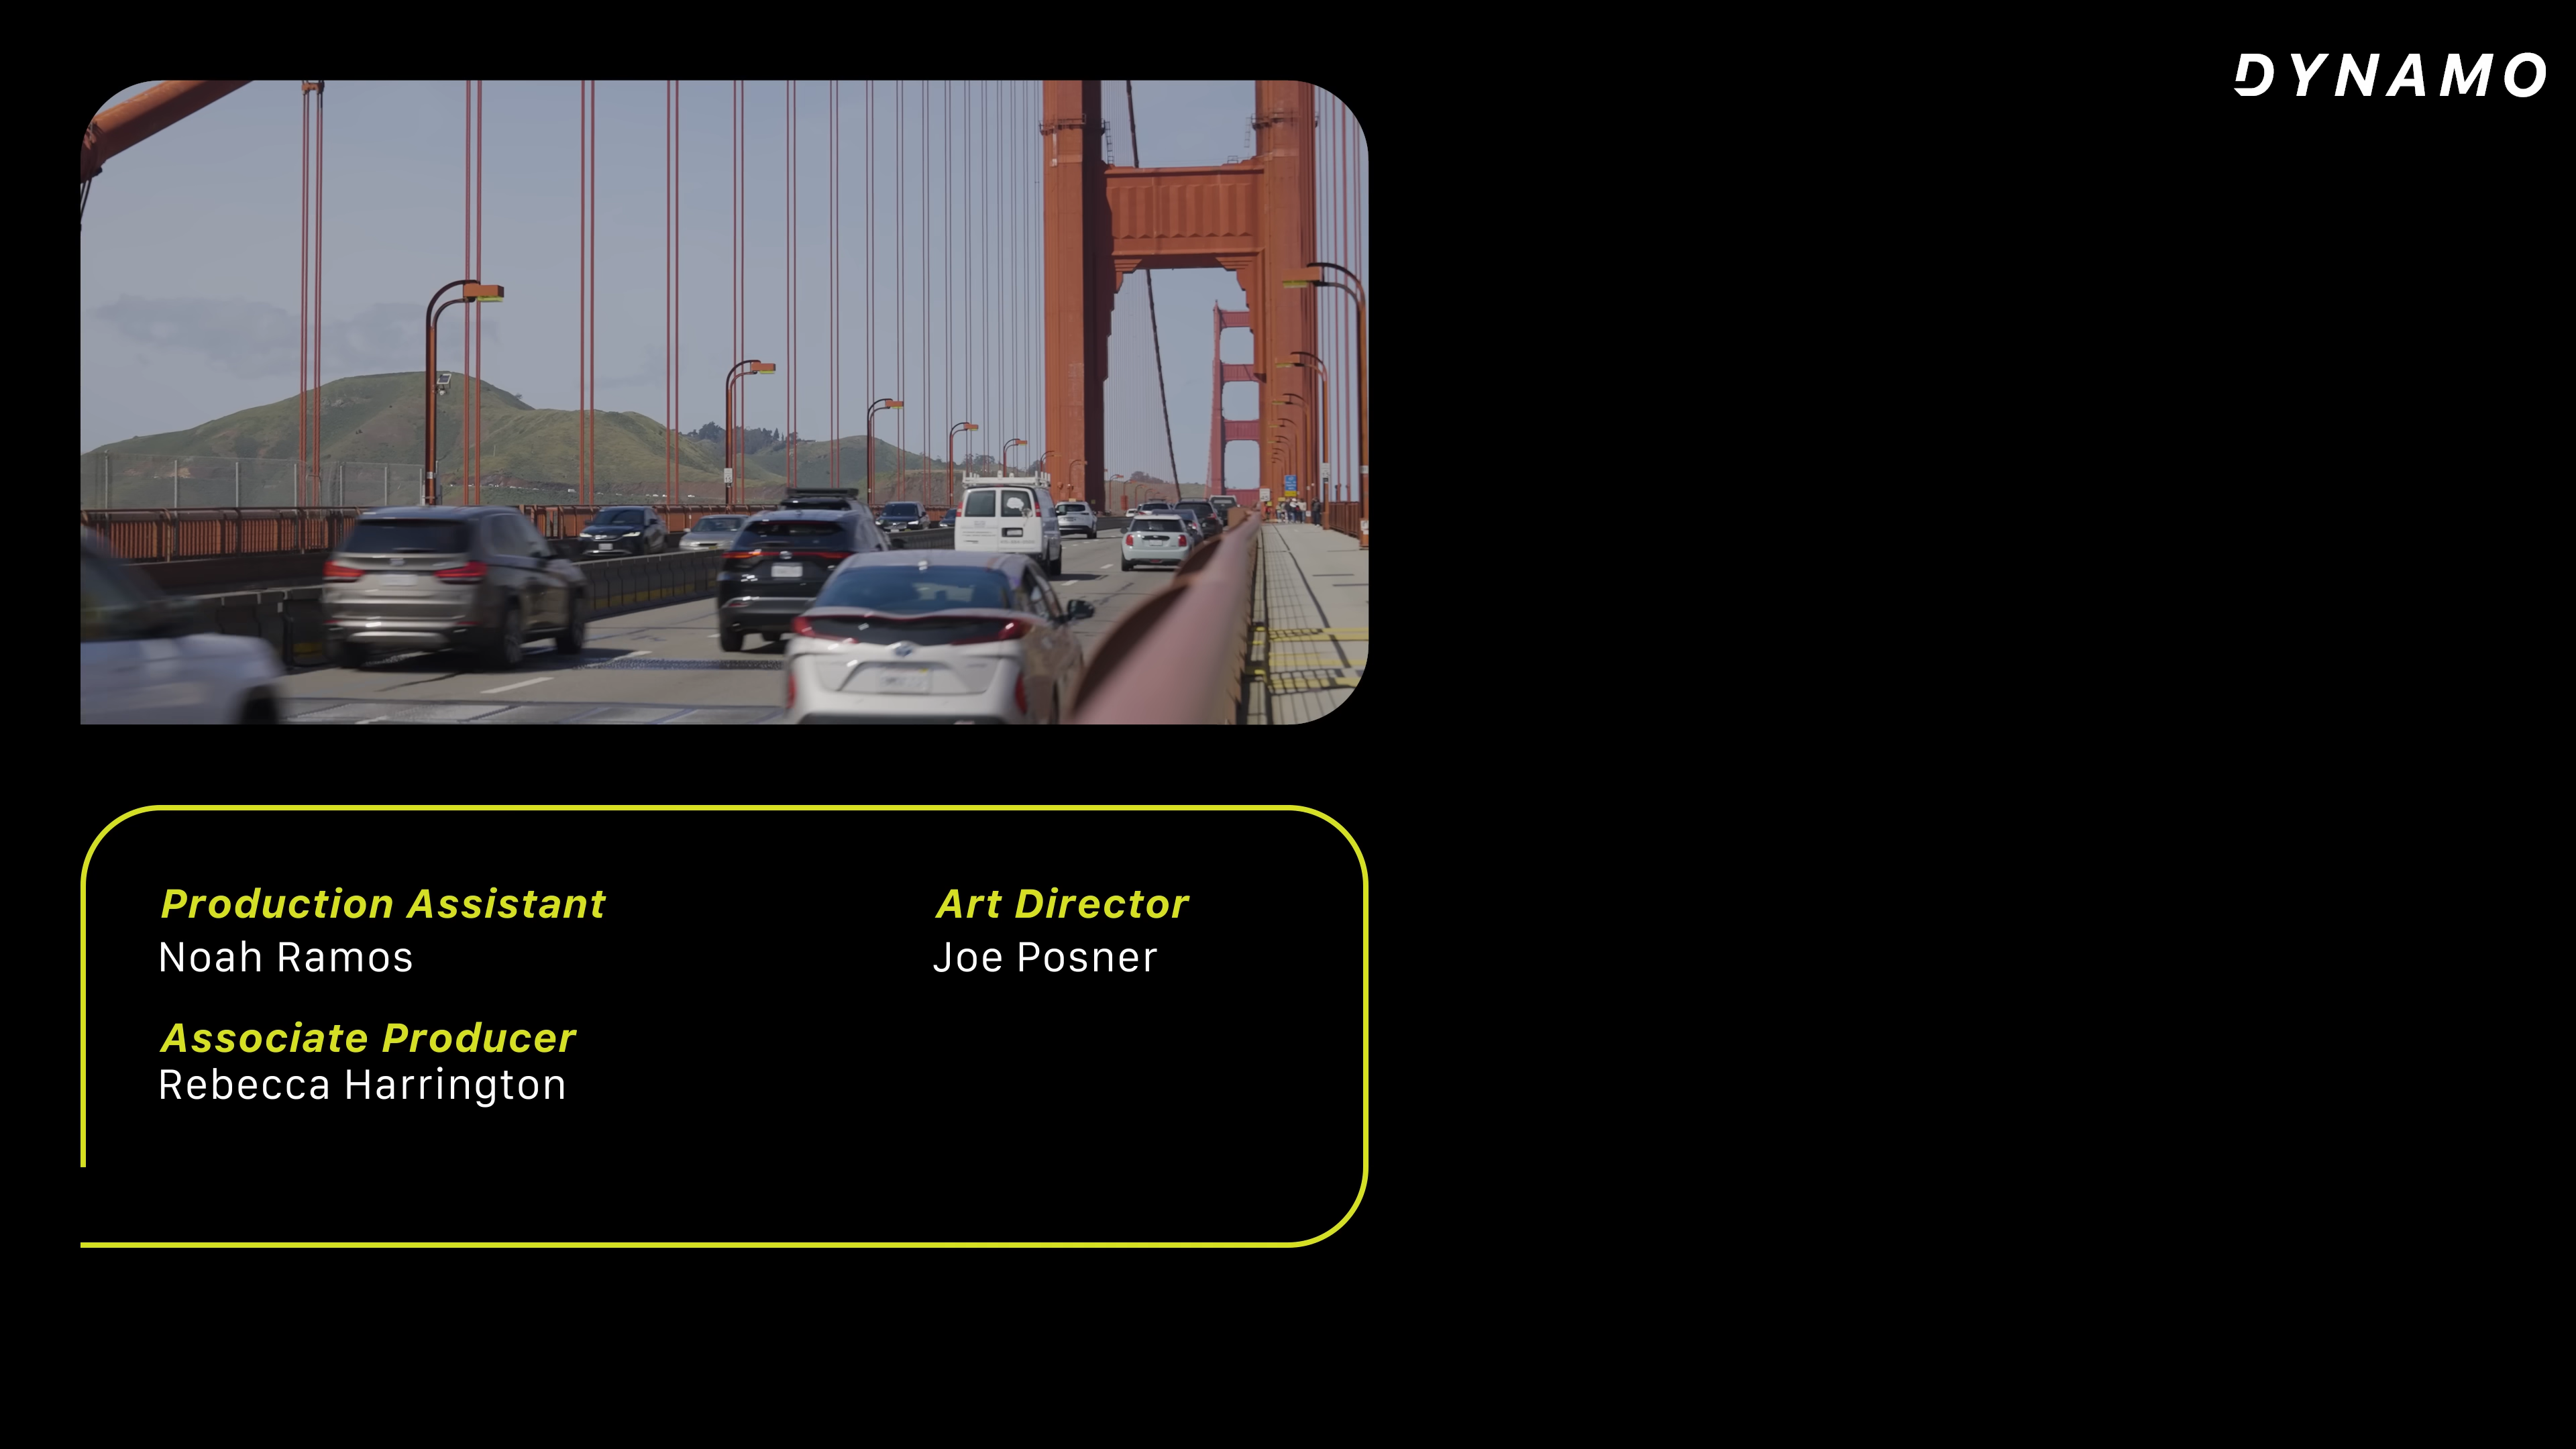 DYNAMO
Production Assistant
Noah Ramos
Associate Producer
Rebecca Harrington
Art Director
Joe Posner